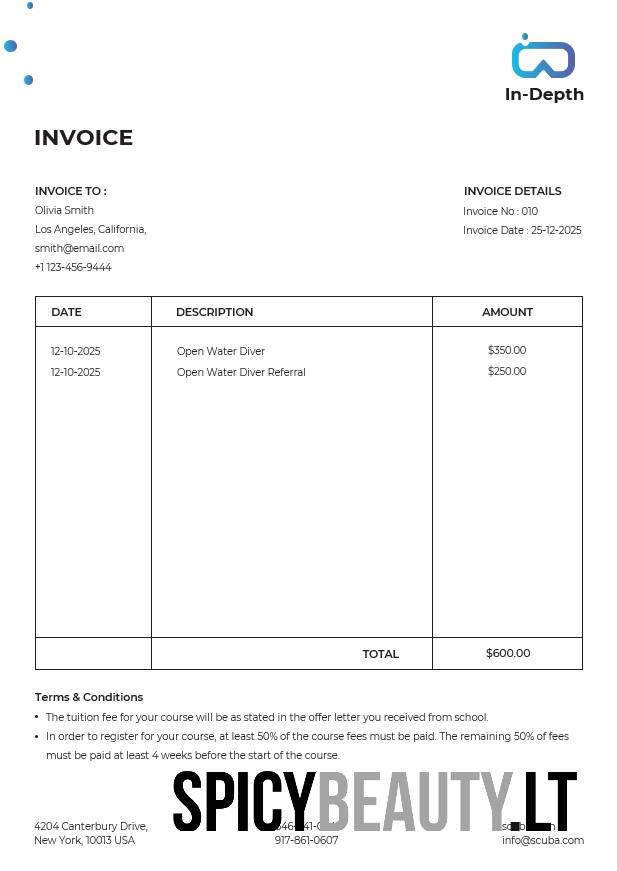 In-Depth
INVOICE
INVOICE TO :
Olivia Smith
Los Angeles, California,
smith@email.com
+1 123-456-9444
INVOICE DETAILS
Invoice No : 010
Invoice Date : 25-12-2025
DATE DESCRIPTION AMOUNT
12-10-2025 Open Water Diver $350.00
12-10-2025 Open Water Diver Referral $250.00
TOTAL $600.00
Terms & Conditions
• The tuition fee for your course will be as stated in the offer letter you received from school.
• In order to register for your course, at least 50% of the course fees must be paid. The remaining 50% of fees
must be paid at least 4 weeks before the start of the course.
SPICYBEAUTY.LT
4204 Canterbury Drive,
New York, 10013 USA
917-861-0607
info@scuba.com